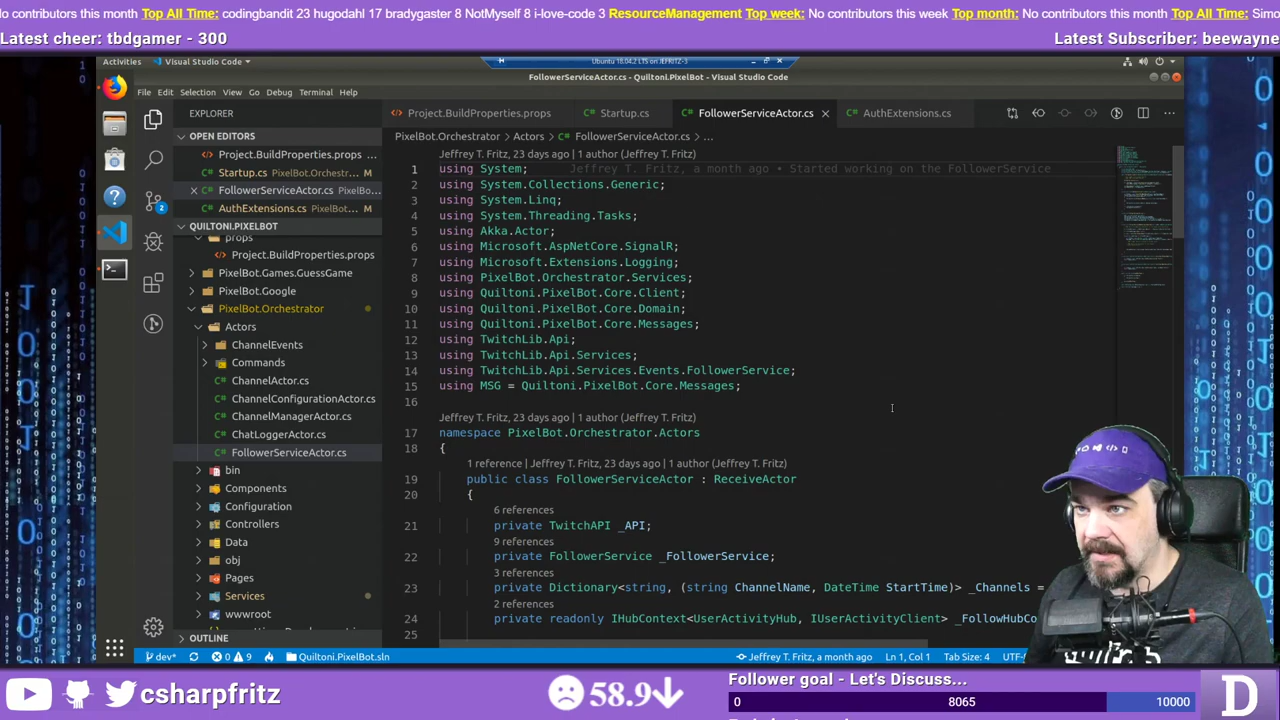 o contributors this month Top All Time: codingbandit 23 hugodahl 17 bradygaster 8 NotMyself 8 i-love-code 3 ResourceManagement Top week: No contributors this week Top month: No contributors this month Top All Time: Simo
Latest cheer: tbdgamer - 300
Latest Subscriber: beewayne
Activities
Visual Studio Code
Ubuntu 18.04.2 LTS on JEFRITZ-3
FollowerServiceActor.cs - Quiltoni.PixelBot - Visual Studio Code
File Edit Selection View Go Debug Terminal Help
EXPLORER
Project.BuildProperties.props
Startup.cs
FollowerServiceActor.cs
AuthExtensions.cs
OPEN EDITORS
Project.BuildProperties.props ...
Startup.cs PixelBot.Orchestr... M
FollowerServiceActor.cs PixelBo...
AuthExtensions.cs PixelBot... M
QUILTONI.PIXELBOT
props
Project.BuildProperties.props
PixelBot.Games.GuessGame
PixelBot.Google
PixelBot.Orchestrator
Actors
ChannelEvents
Commands
ChannelActor.cs
ChannelConfigurationActor.cs
ChannelManagerActor.cs
ChatLoggerActor.cs
FollowerServiceActor.cs
bin
Components
Configuration
Controllers
Data
obj
Pages
Services
wwwroot
OUTLINE
PixelBot.Orchestrator
Actors
FollowerServiceActor.cs
...
Jeffrey T. Fritz, 23 days ago | 1 author (Jeffrey T. Fritz)
1 using System; Jeffrey T. Fritz, a month ago • Started working on the FollowerService
2 using System.Collections.Generic;
3 using System.Linq;
4 using System.Threading.Tasks;
5 using Akka.Actor;
6 using Microsoft.AspNetCore.SignalR;
7 using Microsoft.Extensions.Logging;
8 using PixelBot.Orchestrator.Services;
9 using Quiltoni.PixelBot.Core.Client;
10 using Quiltoni.PixelBot.Core.Domain;
11 using Quiltoni.PixelBot.Core.Messages;
12 using TwitchLib.Api;
13 using TwitchLib.Api.Services;
14 using TwitchLib.Api.Services.Events.FollowerService;
15 using MSG = Quiltoni.PixelBot.Core.Messages;
16
Jeffrey T. Fritz, 23 days ago | 1 author (Jeffrey T. Fritz)
17 namespace PixelBot.Orchestrator.Actors
18 {
1 reference | Jeffrey T. Fritz, 23 days ago | 1 author (Jeffrey T. Fritz)
19 public class FollowerServiceActor : ReceiveActor
20 {
6 references
21 private TwitchAPI _API;
9 references
22 private FollowerService _FollowerService;
3 references
23 private Dictionary<string, (string ChannelName, DateTime StartTime)> _Channels =
2 references
24 private readonly IHubContext<UserActivityHub, IUserActivityClient> _FollowHubCo
25
2
dev*
0 9
Quiltoni.PixelBot.sln
Jeffrey T. Fritz, a month ago
Ln 1, Col 1
Tab Size: 4
UTF-
csharpfritz
58.9
Follower goal - Let's Discuss...
0 8065 10000
D